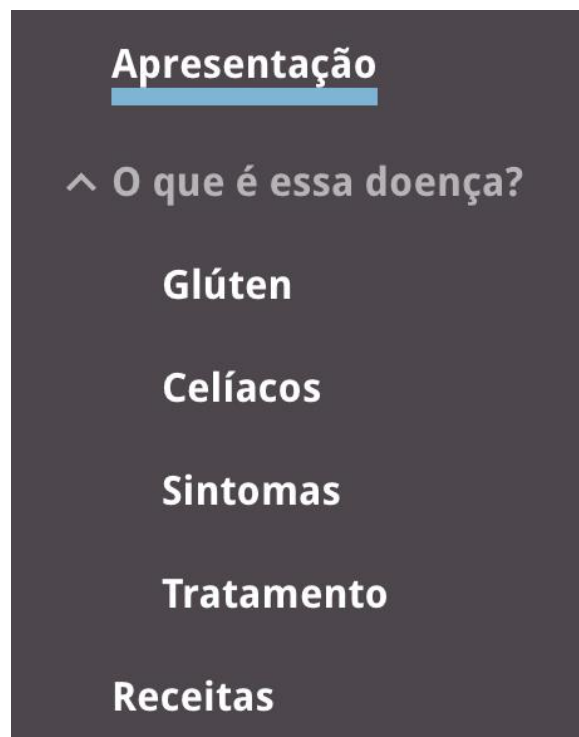 Apresentação
O que é essa doença?
Glúten
Celíacos
Sintomas
Tratamento
Receitas